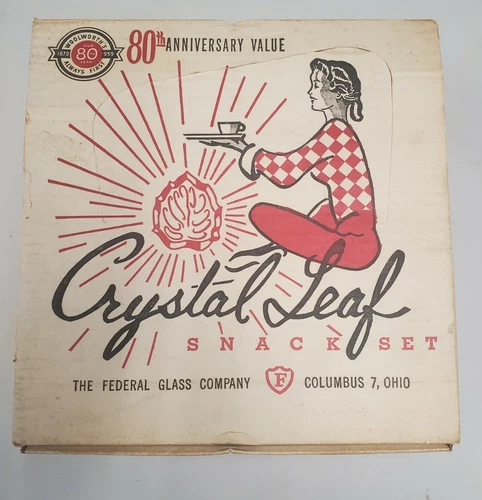 WOOLWORTH'S
1879 80 1959
YEAR
ALWAYS FIRST
80th ANNIVERSARY VALUE
Crystal Leaf
SNACK SET
THE FEDERAL GLASS COMPANY F COLUMBUS 7, OHIO